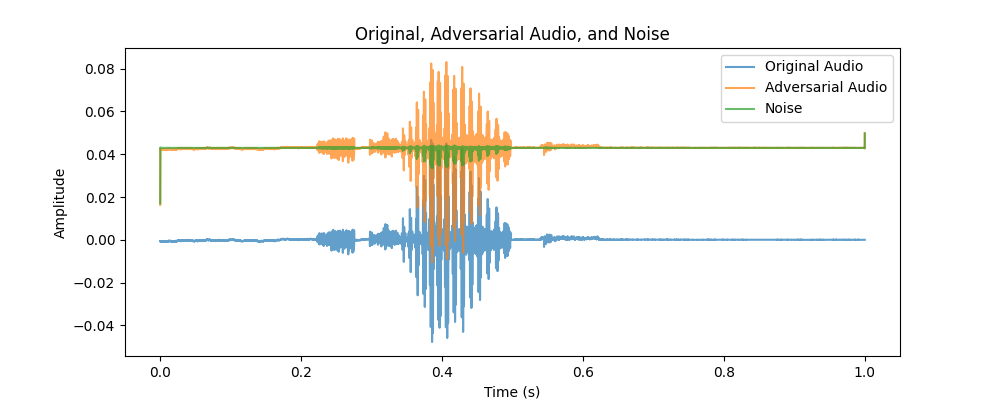 Original, Adversarial Audio, and Noise
Original Audio
Adversarial Audio
Noise
0.08
0.06
0.04
0.02
0.00
−0.02
−0.04
Amplitude
0.0
0.2
0.4
0.6
0.8
1.0
Time (s)